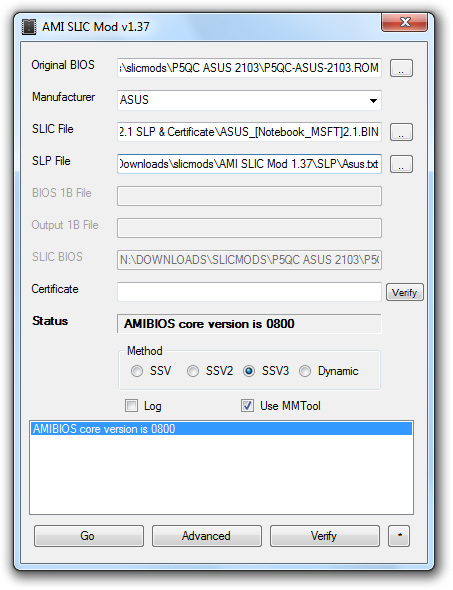 AMI SLIC Mod v1.37
Original BIOS s\slicmods\P5QC ASUS 2103\P5QC-ASUS-2103.ROM ..
Manufacturer ASUS
SLIC File 2.1 SLP & Certificate\ASUS_[Notebook_MSFT]2.1.BIN ..
SLP File Downloads\slicmods\AMI SLIC Mod 1.37\SLP\Asus.txt ..
BIOS 1B File
Output 1B File
SLIC BIOS N:\DOWNLOADS\SLICMODS\P5QC ASUS 2103\P5Q
Certificate Verify
Status AMIBIOS core version is 0800
Method
SSV SSV2 SSV3 Dynamic
Log Use MMTool
AMIBIOS core version is 0800
Go Advanced Verify *